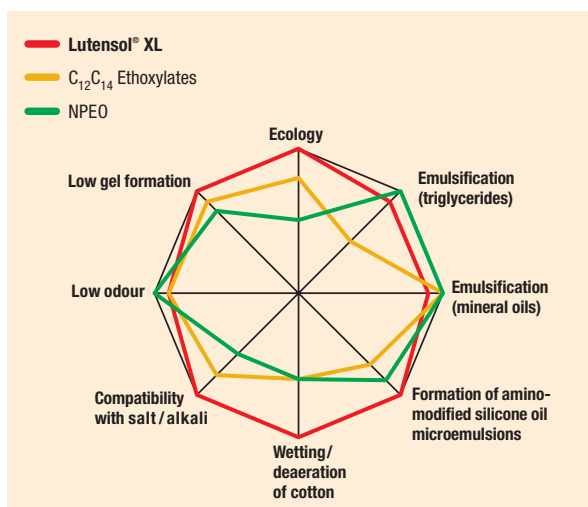 Lutensol® XL
C₁₂C₁₄ Ethoxylates
NPEO
Ecology
Low gel formation
Emulsification
(triglycerides)
Low odour
Emulsification
(mineral oils)
Compatibility
with salt / alkali
Formation of amino-
modified silicone oil
microemulsions
Wetting/
deaeration
of cotton